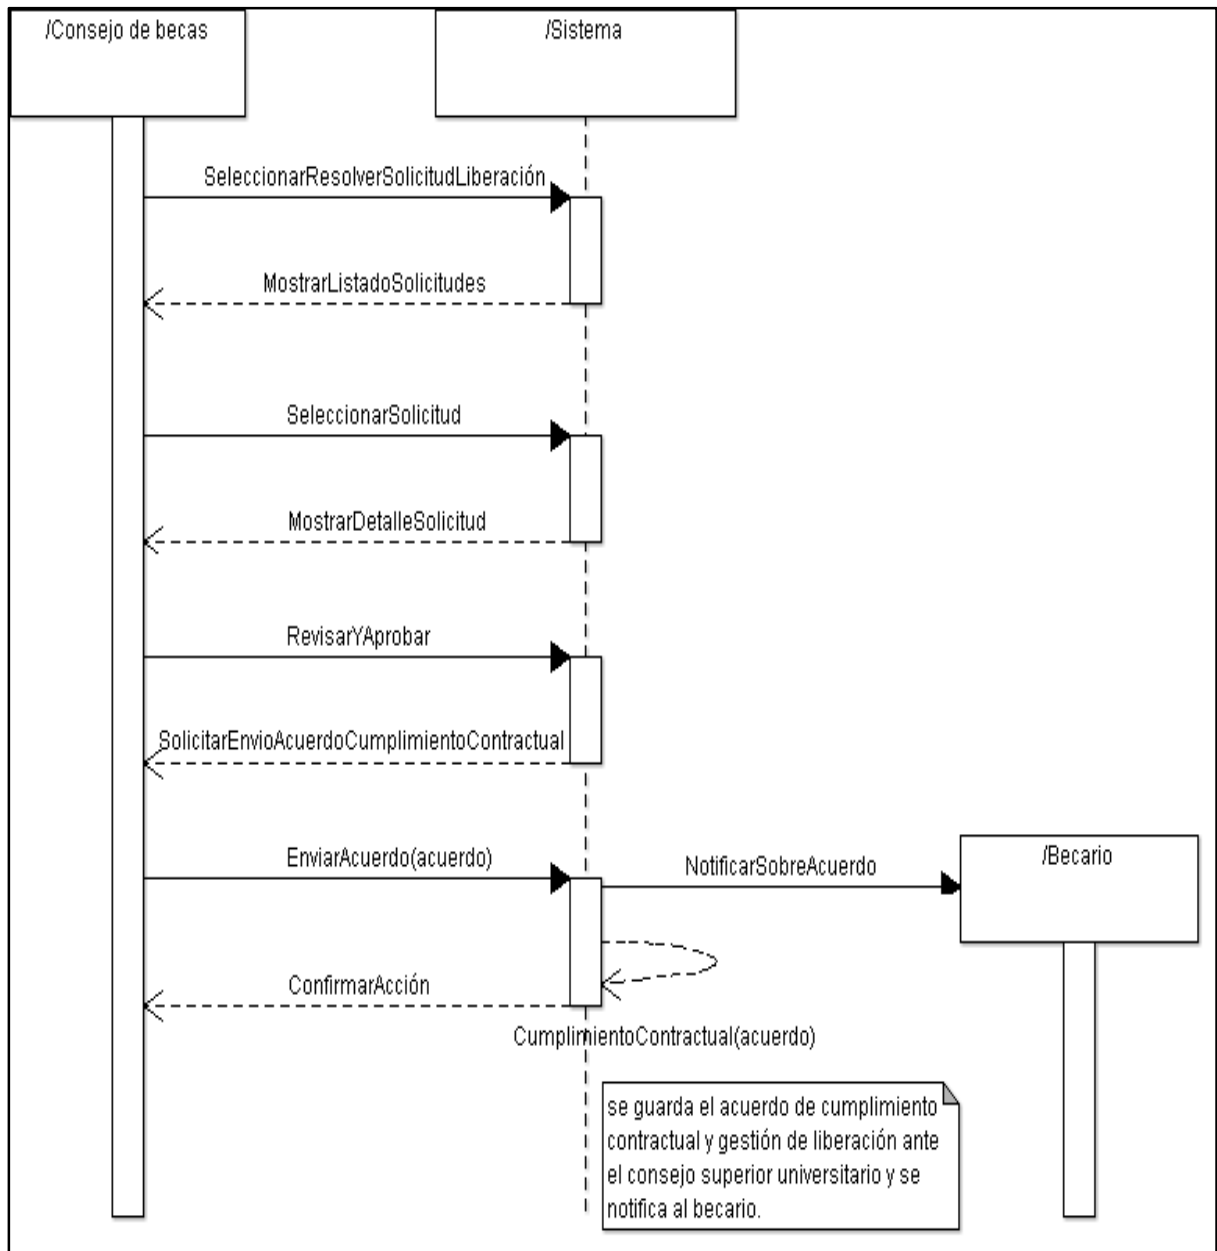 /Consejo de becas
/Sistema
SeleccionarResolverSolicitudLiberación
MostrarListadoSolicitudes
SeleccionarSolicitud
MostrarDetalleSolicitud
RevisarYAprobar
SolicitarEnvioAcuerdoCumplimientoContractual
EnviarAcuerdo(acuerdo)
NotificarSobreAcuerdo
/Becario
ConfirmarAcción
CumplimientoContractual(acuerdo)
se guarda el acuerdo de cumplimiento
contractual y gestión de liberación ante
el consejo superior universitario y se
notifica al becario.